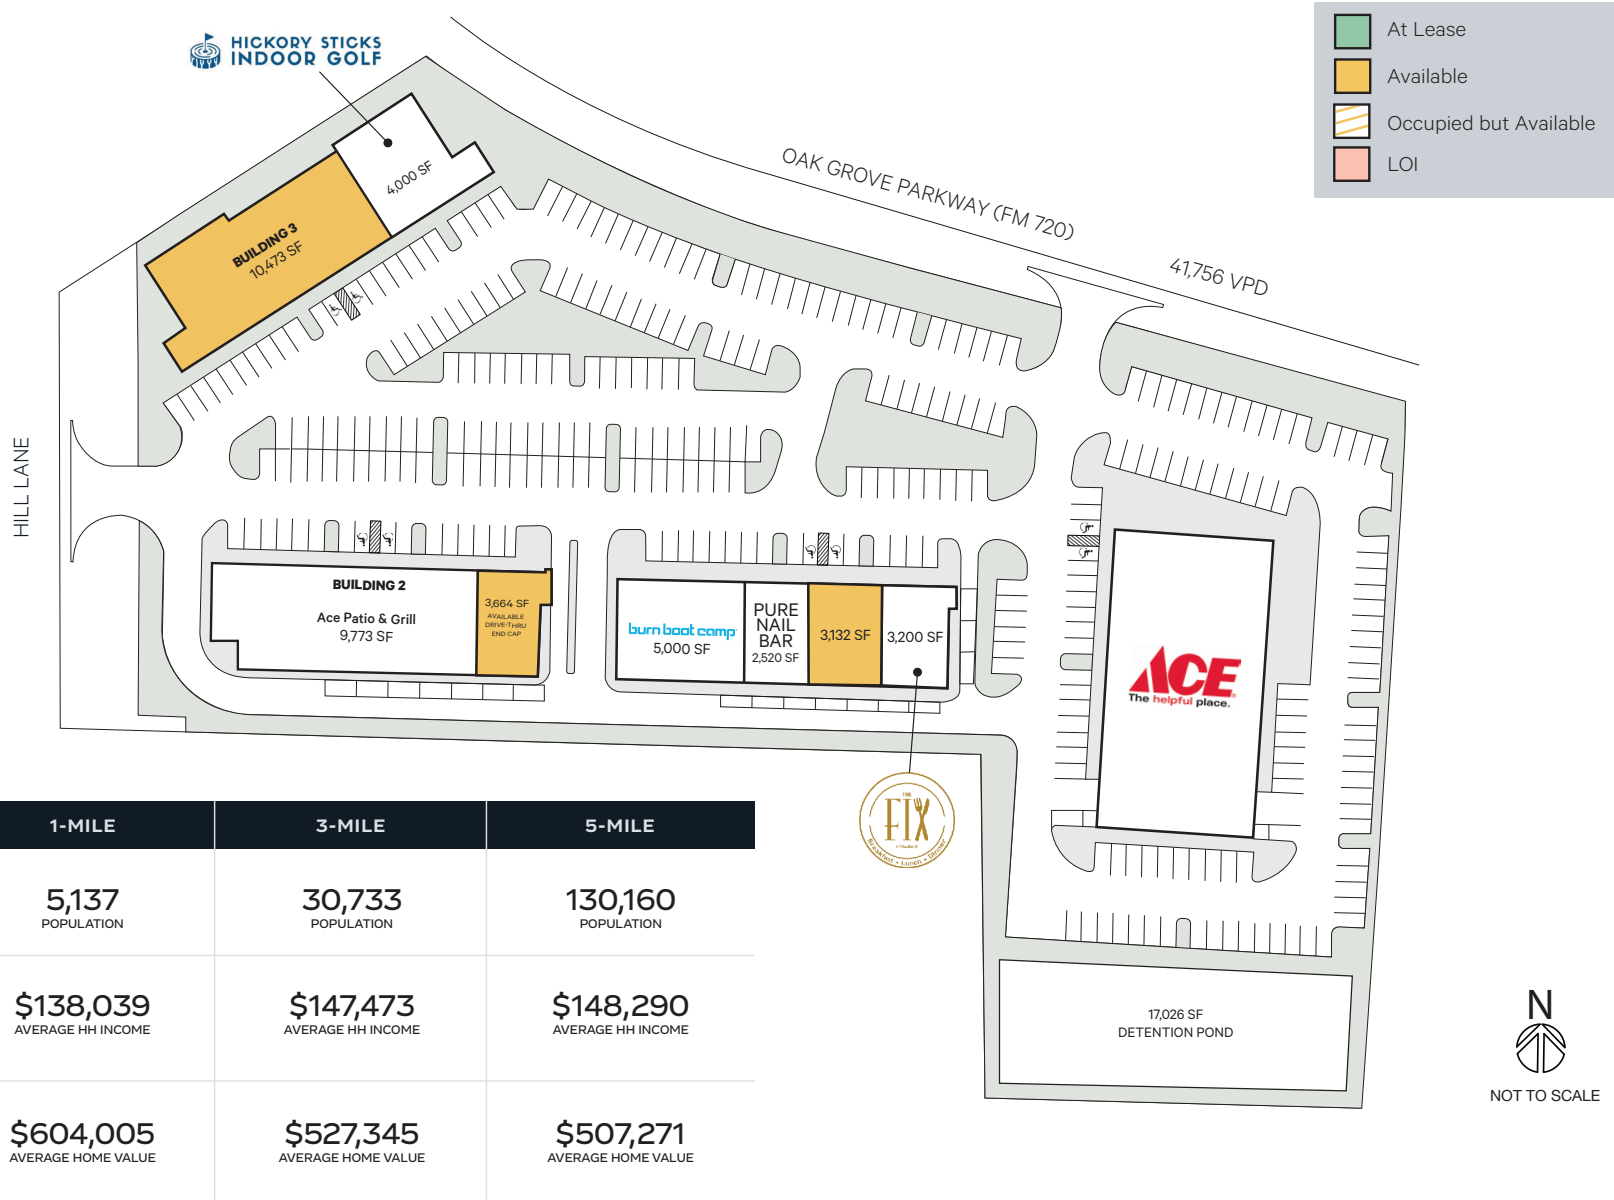 HICKORY STICKS
INDOOR GOLF
At Lease
Available
Occupied but Available
LOI
OAK GROVE PARKWAY (FM 720)
41,756 VPD
4,000 SF
BUILDING 3
10,473 SF
HILL LANE
BUILDING 2
Ace Patio & Grill
9,773 SF
3,664 SF
AVAILABLE
DRIVE-THRU
END CAP
burn boot camp
5,000 SF
PURE
NAIL
BAR
2,520 SF
3,132 SF
3,200 SF
ACE
The helpful place.
THE
FIX
Breakfast • Lunch • Dinner
1-MILE
3-MILE
5-MILE
5,137
POPULATION
30,733
POPULATION
130,160
POPULATION
$138,039
AVERAGE HH INCOME
$147,473
AVERAGE HH INCOME
$148,290
AVERAGE HH INCOME
$604,005
AVERAGE HOME VALUE
$527,345
AVERAGE HOME VALUE
$507,271
AVERAGE HOME VALUE
17,026 SF
DETENTION POND
N
NOT TO SCALE